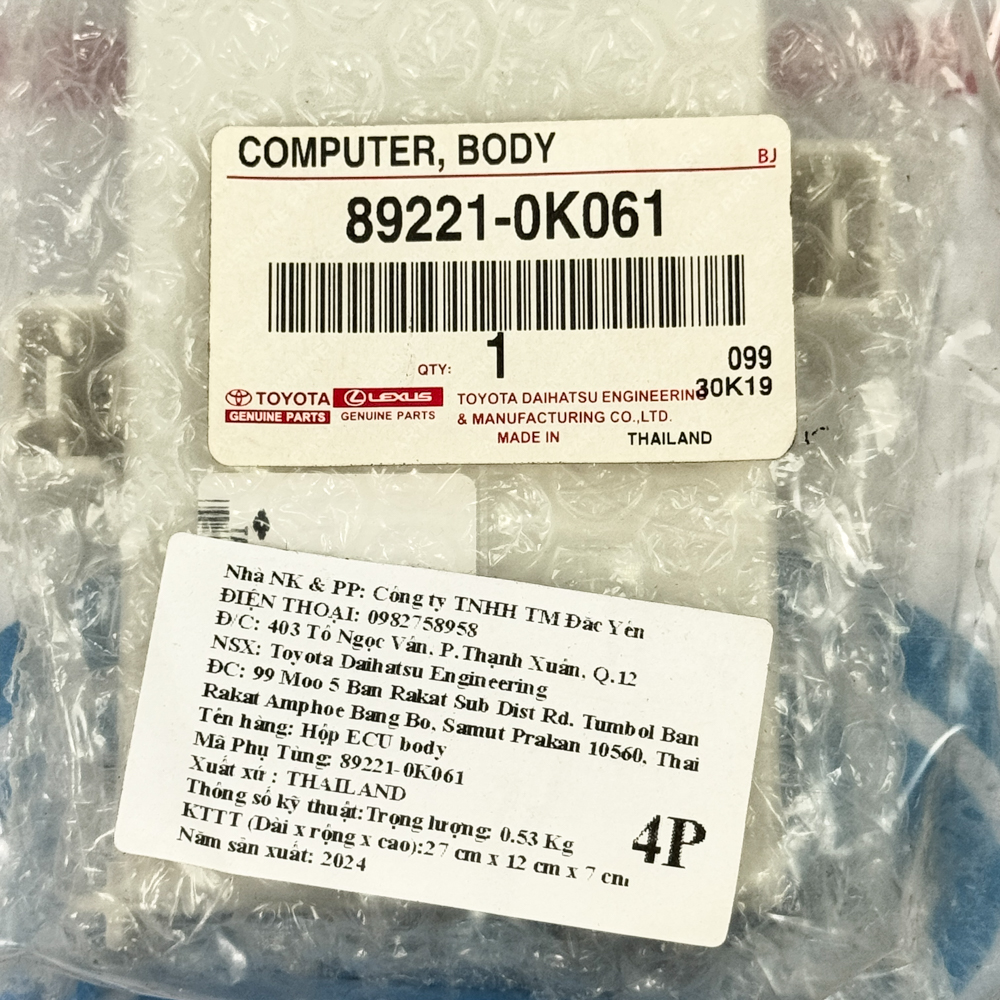 COMPUTER, BODY
BJ
89221-0K061
QTY: 1
099
30K19
TOYOTA LEXUS
GENUINE PARTS GENUINE PARTS
TOYOTA DAIHATSU ENGINEERING
& MANUFACTURING CO.,LTD.
MADE IN THAILAND
Nhà NK & PP: Công ty TNHH TM Đăc Yến
ĐIỆN THOẠI: 0982758958
Đ/C: 403 Tô Ngọc Vân, P.Thạnh Xuân, Q.12
NSX: Toyota Daihatsu Engineering
ĐC: 99 Moo 5 Ban Rakat Sub Dist Rd. Tumbol Ban
Rakat Amphoe Bang Bo, Samut Prakan 10560, Thai
Tên hàng: Hộp ECU body
Mã Phụ Tùng: 89221-0K061
Xuất xứ : THAILAND
Thông số kỹ thuật:Trọng lượng: 0.53 Kg
KTTT (Dài x rộng x cao):27 cm x 12 cm x 7 cm
Năm sản xuất: 2024
4P